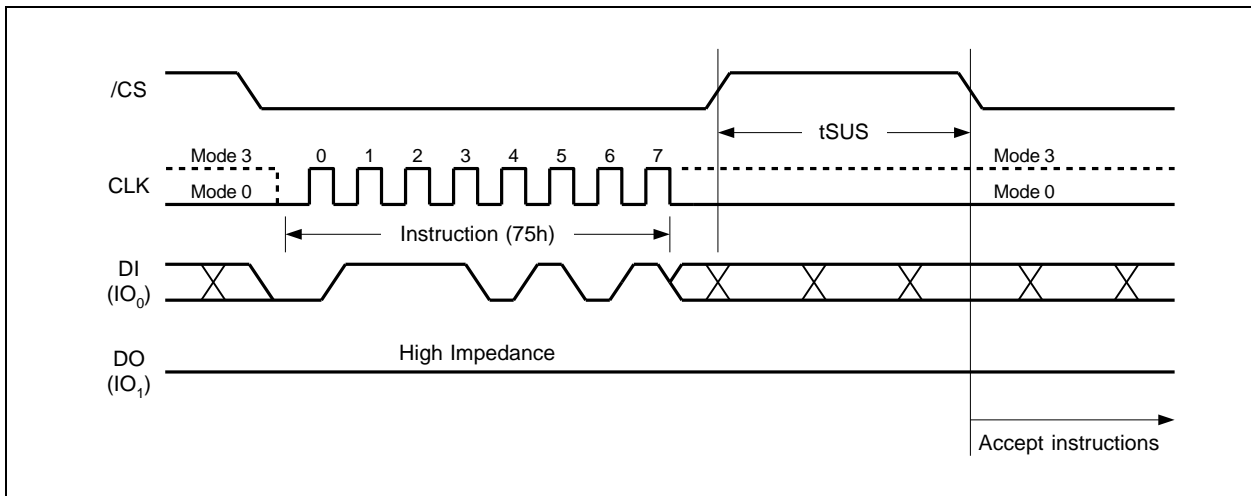 /CS
tSUS
Mode 3
0 1 2 3 4 5 6 7
Mode 3
CLK
Mode 0
Mode 0
Instruction (75h)
DI
(IO₀)
High Impedance
DO
(IO₁)
Accept instructions